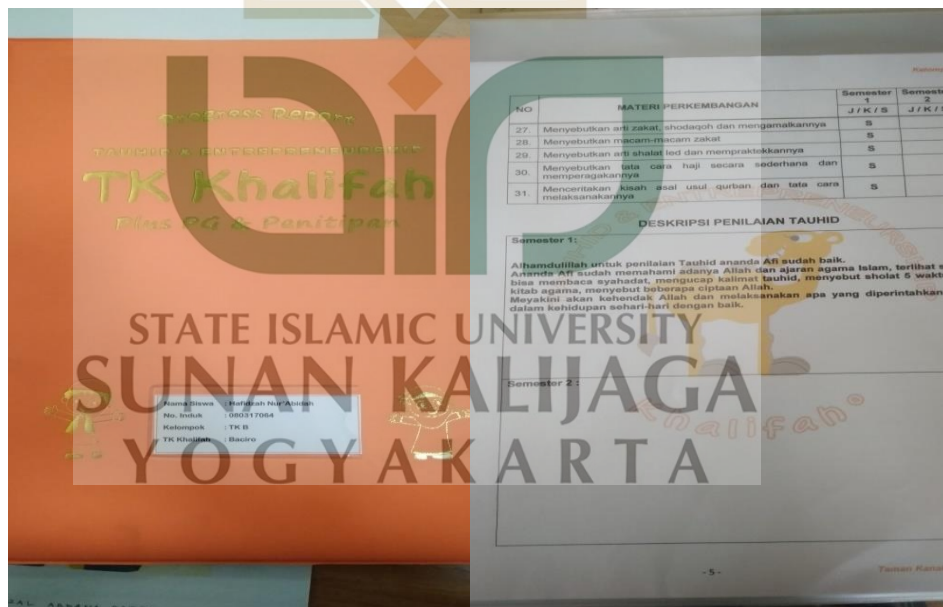 Progress Report
TAUHID & ENTREPRENEURSHIP
TK Khalifah
Plus PG & Penitipan
Nama Siswa : Hafidzah Nur'Abidah
No. Induk : 080317064
Kelompok : TK B
TK Khalifah : Baciro
NO MATERI PERKEMBANGAN Semester 1 Semester 2
J / K / S J / K /
27. Menyebutkan arti zakat, shodaqoh dan mengamalkannya S
28. Menyebutkan macam-macam zakat S
29. Menyebutkan arti shalat Ied dan mempraktekkannya S
30. Menyebutkan tata cara haji secara sederhana dan
memperagakannya S
31. Menceritakan kisah asal usul qurban dan tata cara
melaksanakannya S
DESKRIPSI PENILAIAN TAUHID
Semester 1:
Alhamdulillah untuk penilaian Tauhid ananda Afi sudah baik.
Ananda Afi sudah memahami adanya Allah dan ajaran agama Islam, terlihat
bisa membaca syahadat, mengucap kalimat tauhid, menyebut sholat 5
kitab agama, menyebut beberapa ciptaan Allah.
Meyakini akan kehendak Allah dan melaksanakan apa yang diperintahkan
dalam kehidupan sehari-hari dengan baik.
Semester 2 :
Khalifah®
- 5 -
Taman
STATE ISLAMIC UNIVERSITY
SUNAN KALIJAGA
YOGYAKARTA